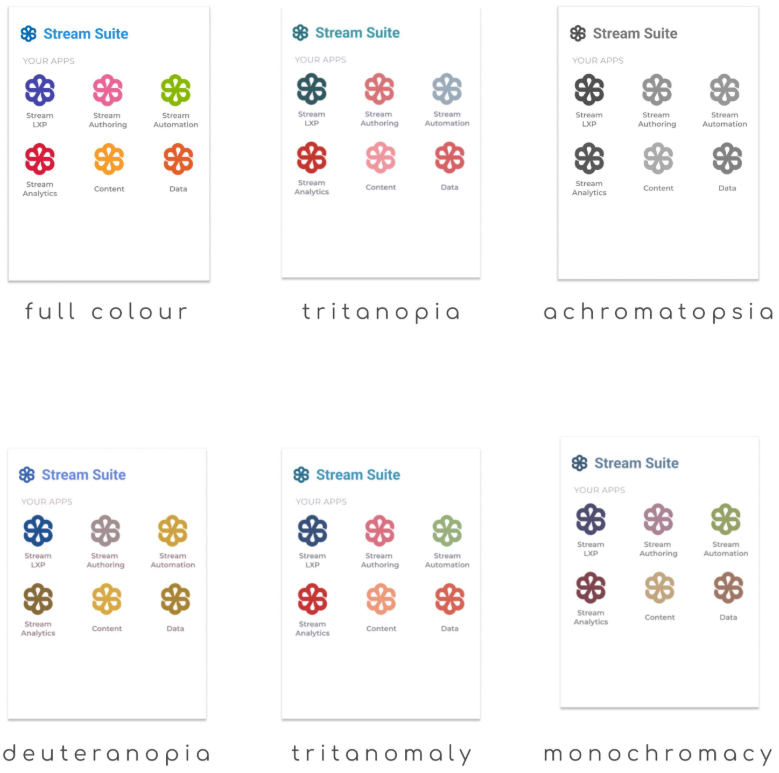 Stream Suite
YOUR APPS
Stream
LXP
Stream
Authoring
Stream
Automation
Stream
Analytics
Content
Data
full colour
Stream Suite
YOUR APPS
Stream
LXP
Stream
Authoring
Stream
Automation
Stream
Analytics
Content
Data
tritanopia
Stream Suite
YOUR APPS
Stream
LXP
Stream
Authoring
Stream
Automation
Stream
Analytics
Content
Data
achromatopsia
Stream Suite
YOUR APPS
Stream
LXP
Stream
Authoring
Stream
Automation
Stream
Analytics
Content
Data
deuteranopia
Stream Suite
YOUR APPS
Stream
LXP
Stream
Authoring
Stream
Automation
Stream
Analytics
Content
Data
tritanomaly
Stream Suite
YOUR APPS
Stream
LXP
Stream
Authoring
Stream
Automation
Stream
Analytics
Content
Data
monochromacy